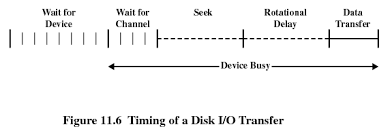 Wait for Wait for Seek Rotational Data
Device Channel Delay Transfer
Device Busy
Figure 11.6 Timing of a Disk I/O Transfer